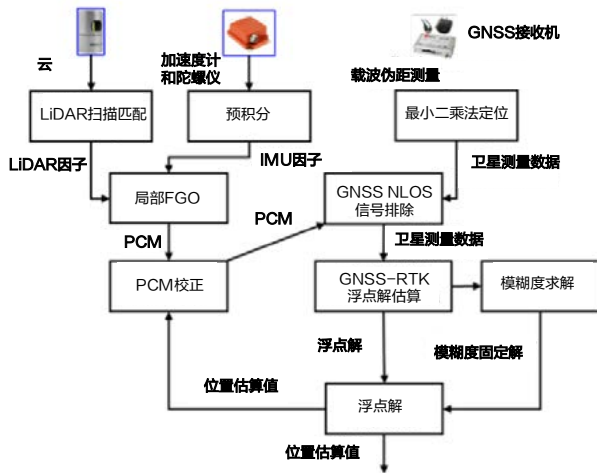 GNSS接收机
云
加速度计
和陀螺仪
载波伪距测量
LiDAR扫描匹配
预积分
最小二乘法定位
LiDAR因子
IMU因子
卫星测量数据
局部FGO
GNSS NLOS
信号排除
PCM
PCM
卫星测量数据
PCM校正
GNSS-RTK
浮点解估算
模糊度求解
浮点解
模糊度固定解
位置估算值
浮点解
位置估算值